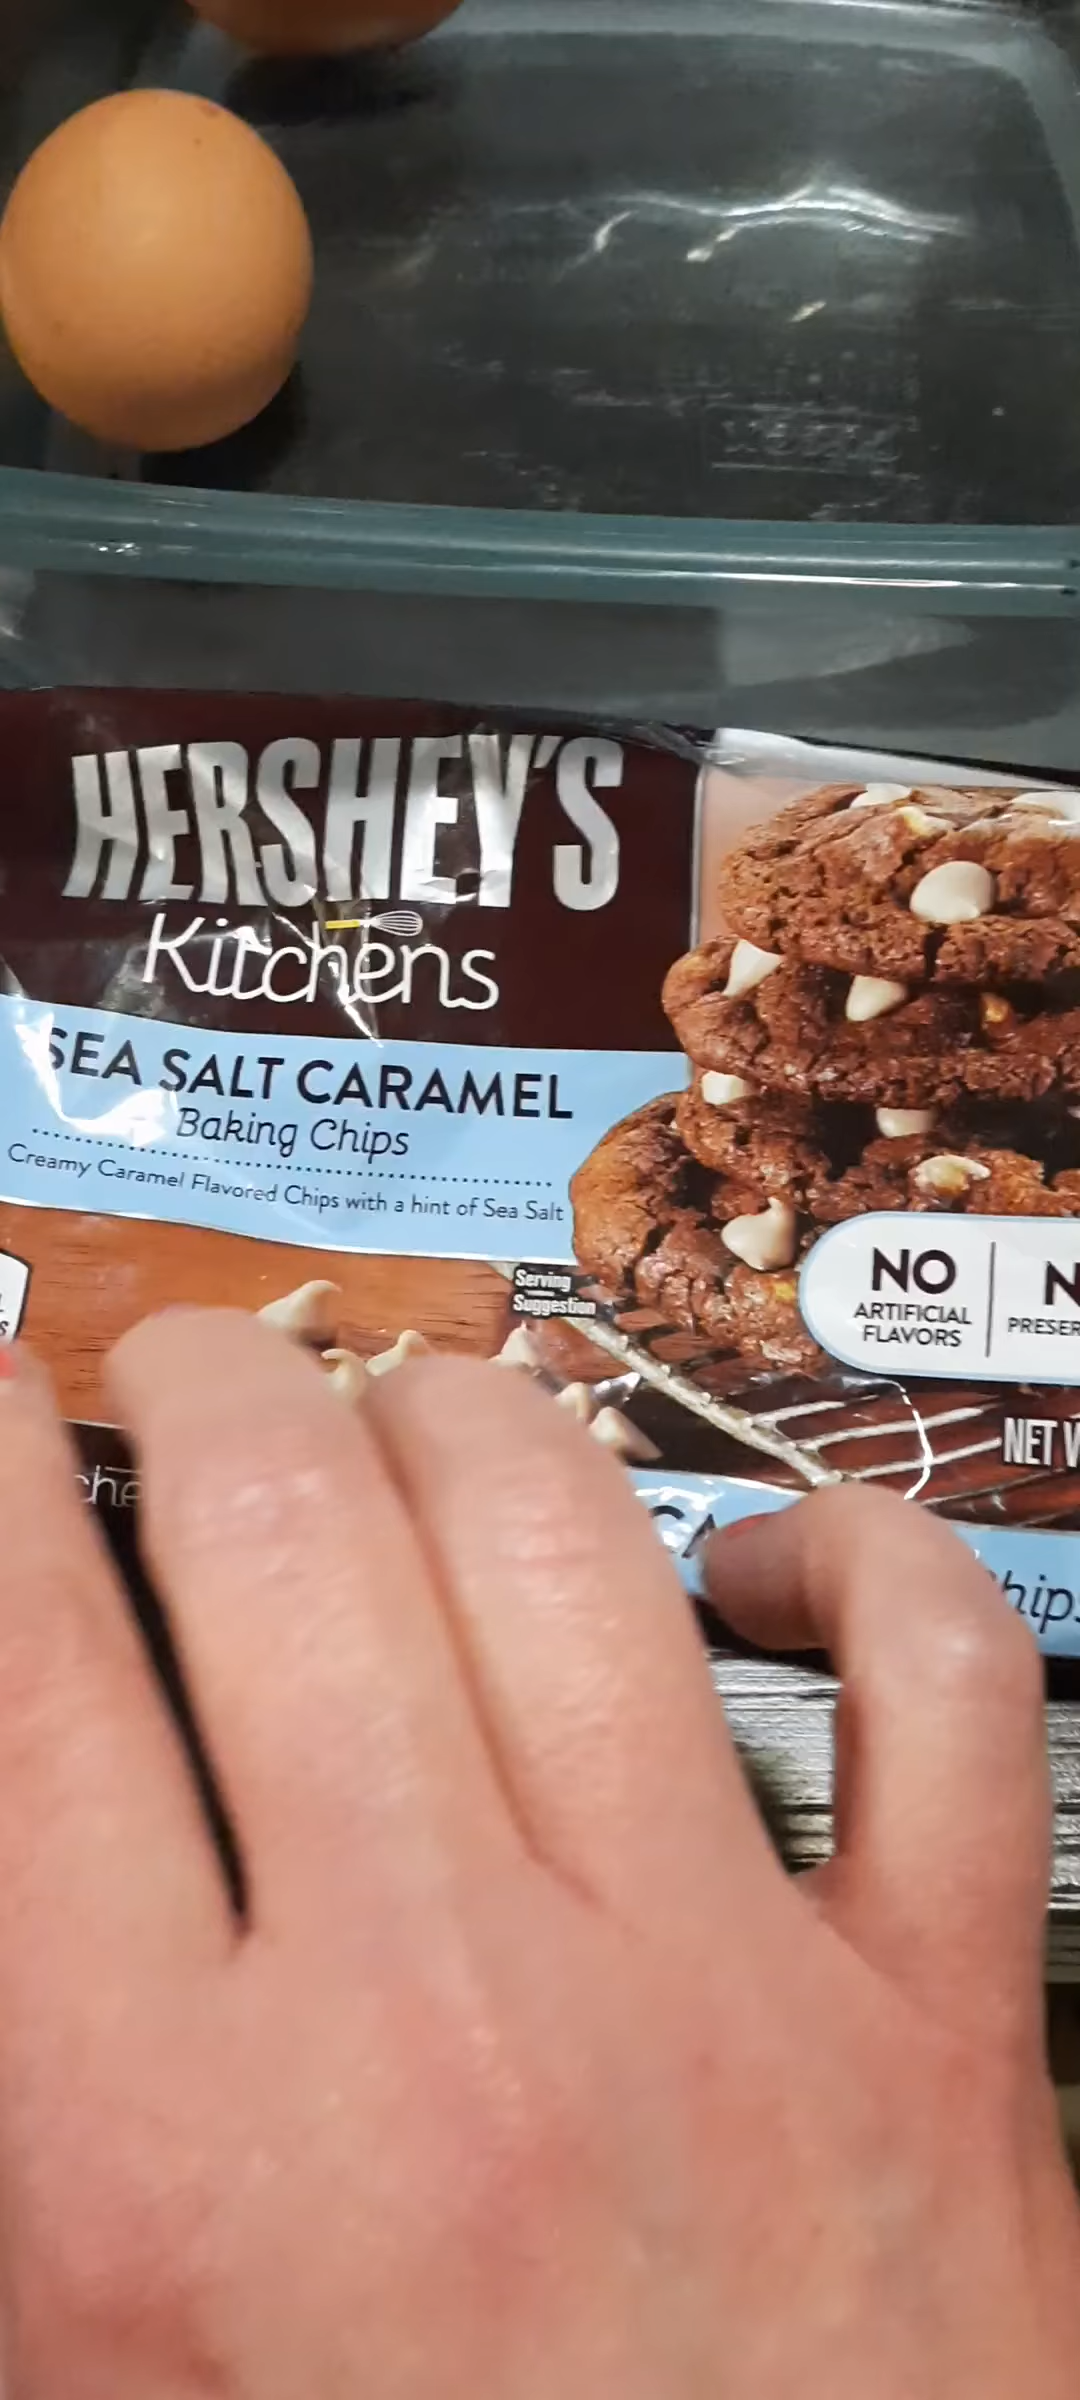 HERSHEY'S
Kitchens
SEA SALT CARAMEL
Baking Chips
Creamy Caramel Flavored Chips with a hint of Sea Salt
Serving
Suggestion
NO
ARTIFICIAL
FLAVORS
NET